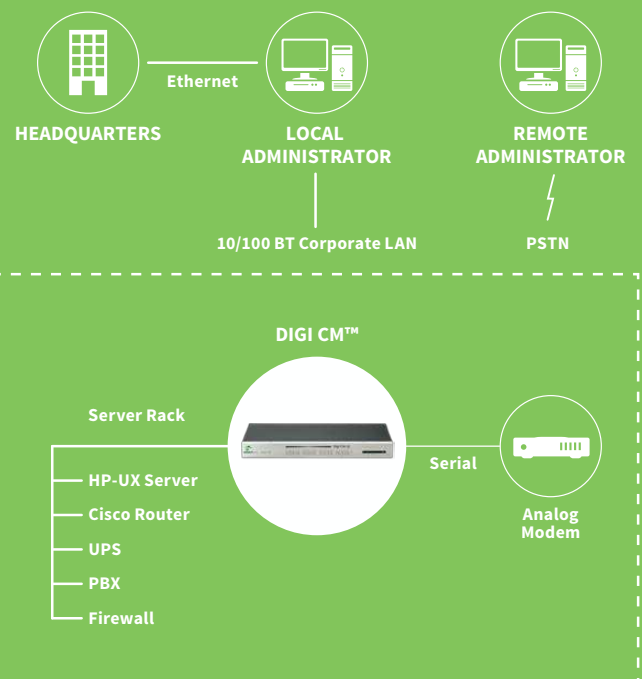 Ethernet
HEADQUARTERS
LOCAL
ADMINISTRATOR
REMOTE
ADMINISTRATOR
10/100 BT Corporate LAN
PSTN
DIGI CM™
Server Rack
Serial
HP-UX Server
Cisco Router
UPS
PBX
Firewall
Analog
Modem